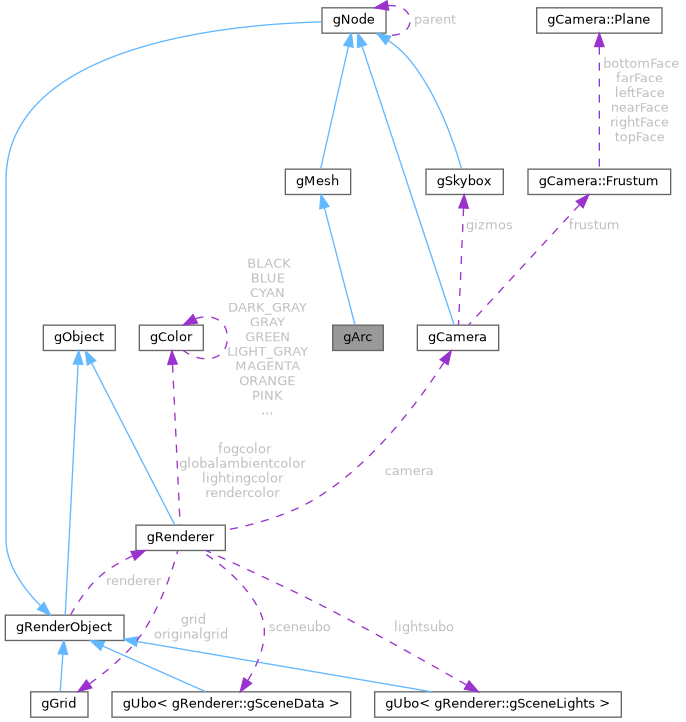 gNode
parent
gCamera::Plane
bottomFace
farFace
leftFace
nearFace
rightFace
topFace
gMesh
gSkybox
gCamera::Frustum
gizmos
frustum
BLACK
BLUE
CYAN
DARK_GRAY
GRAY
GREEN
LIGHT_GRAY
MAGENTA
ORANGE
PINK
...
gObject
gColor
gArc
gCamera
fogcolor
globalambientcolor
lightingcolor
rendercolor
camera
gRenderer
renderer
gRenderObject
grid
originalgrid
sceneubo
lightsubo
gGrid
gUbo< gRenderer::gSceneData >
gUbo< gRenderer::gSceneLights >